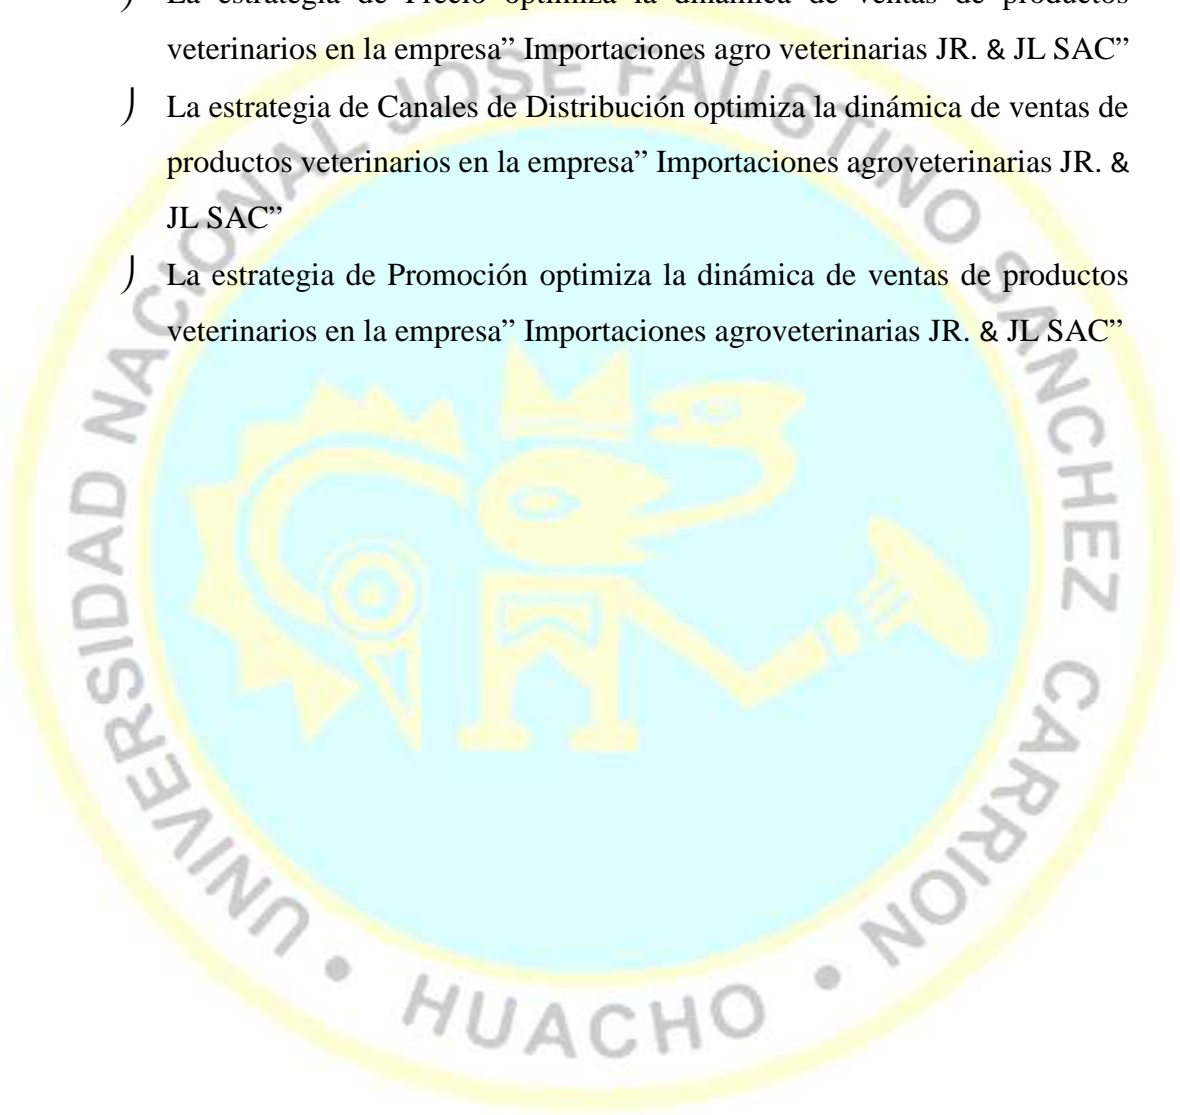 La estrategia de Precio optimiza la dinámica de ventas de productos
veterinarios en la empresa” Importaciones agro veterinarias JR. & JL SAC”
La estrategia de Canales de Distribución optimiza la dinámica de ventas de
productos veterinarios en la empresa” Importaciones agroveterinarias JR. &
JL SAC”
La estrategia de Promoción optimiza la dinámica de ventas de productos
veterinarios en la empresa” Importaciones agroveterinarias JR. & JL SAC”
UNIVERSIDAD NACIONAL JOSE FAUSTINO SANCHEZ CARRION
• HUACHO •